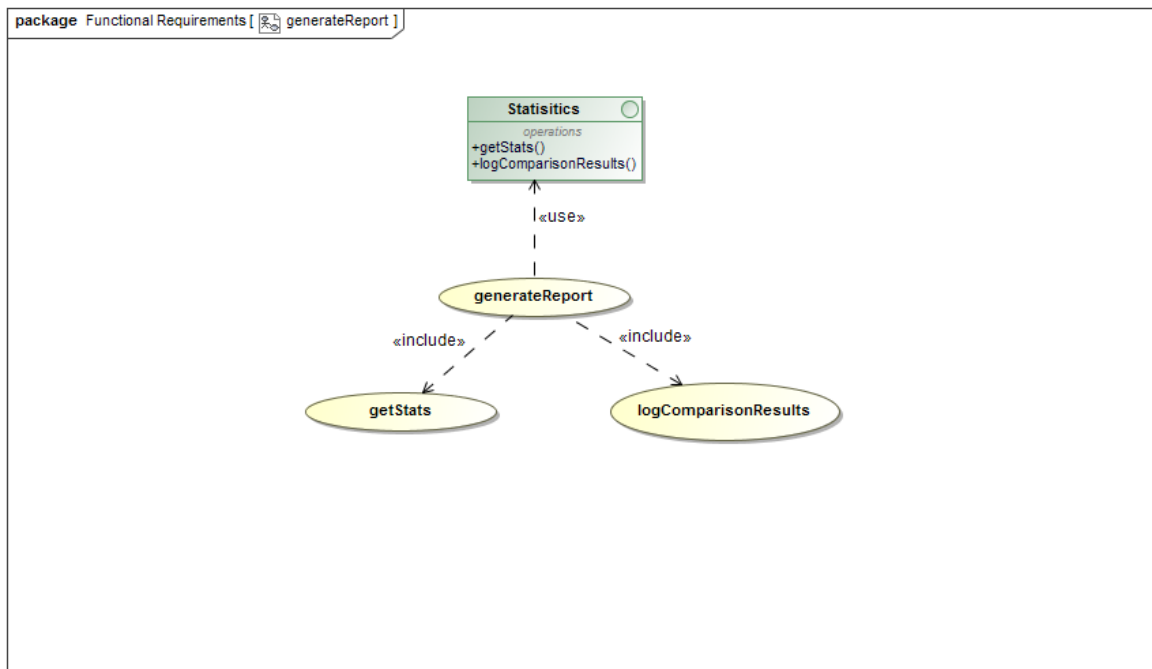 package Functional Requirements [ generateReport ]
Statisitics
operations
+getStats()
+logComparisonResults()
«use»
generateReport
«include»
«include»
getStats
logComparisonResults